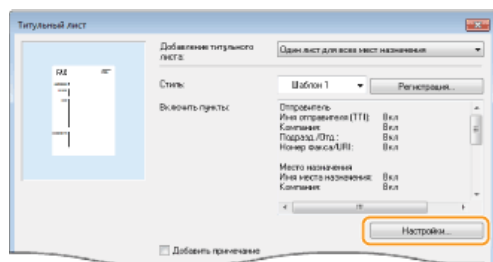 Титульный лист
Добавление титульного листа:
Один лист для всех мест назначения
FAX
Стиль:
Шаблон 1
Регистрация...
Включить пункты:
Отправитель
Имя отправителя (TTI): Вкл
Компания: Вкл
Подразд./Отд.: Вкл
Номер факса/URI: Вкл
Место назначения
Имя места назначения: Вкл
Компания: Вкл
Настройки...
Добавить примечание